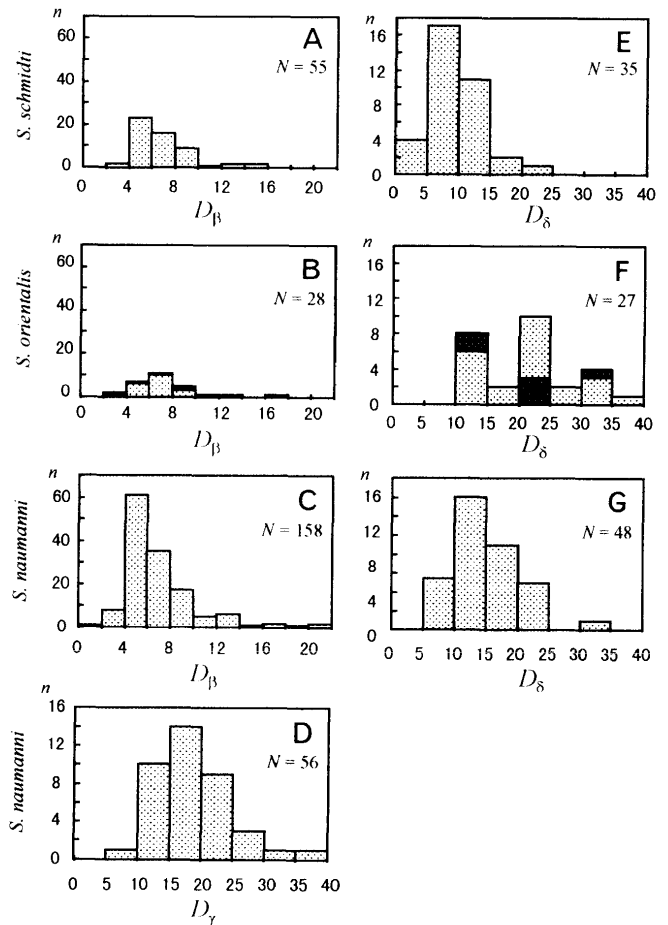 n
60
40
20
0
S. schmidti
A
N = 55
0 4 8 12 16 20
Dβ
n
16
12
8
4
0
E
N = 35
0 5 10 15 20 25 30 35 40
Dδ
n
60
40
20
0
S. orientalis
B
N = 28
0 4 8 12 16 20
Dβ
n
16
12
8
4
0
F
N = 27
0 5 10 15 20 25 30 35 40
Dδ
n
60
40
20
0
S. naumanni
C
N = 158
0 4 8 12 16 20
Dβ
n
16
12
8
4
0
G
N = 48
0 5 10 15 20 25 30 35 40
Dδ
n
16
12
8
4
0
S. naumanni
D
N = 56
0 5 10 15 20 25 30 35 40
Dγ